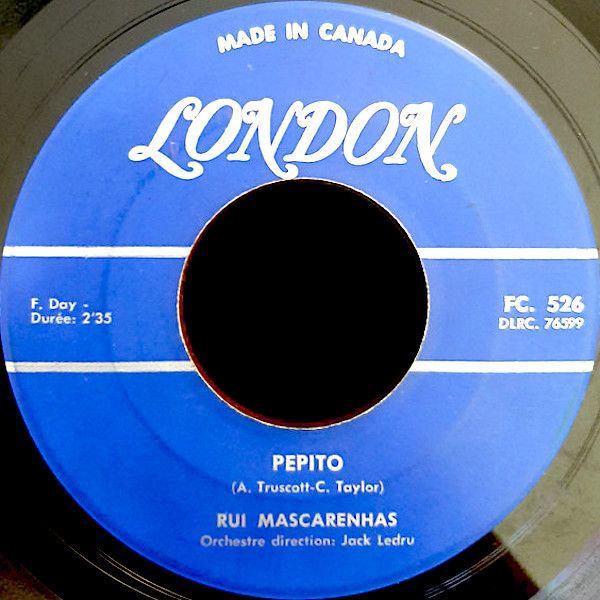 MADE IN CANADA
LONDON
F. Day -
Durée: 2'35
FC. 526
DLRC. 76599
PEPITO
(A. Truscott-C. Taylor)
RUI MASCARENHAS
Orchestre direction: Jack Ledru